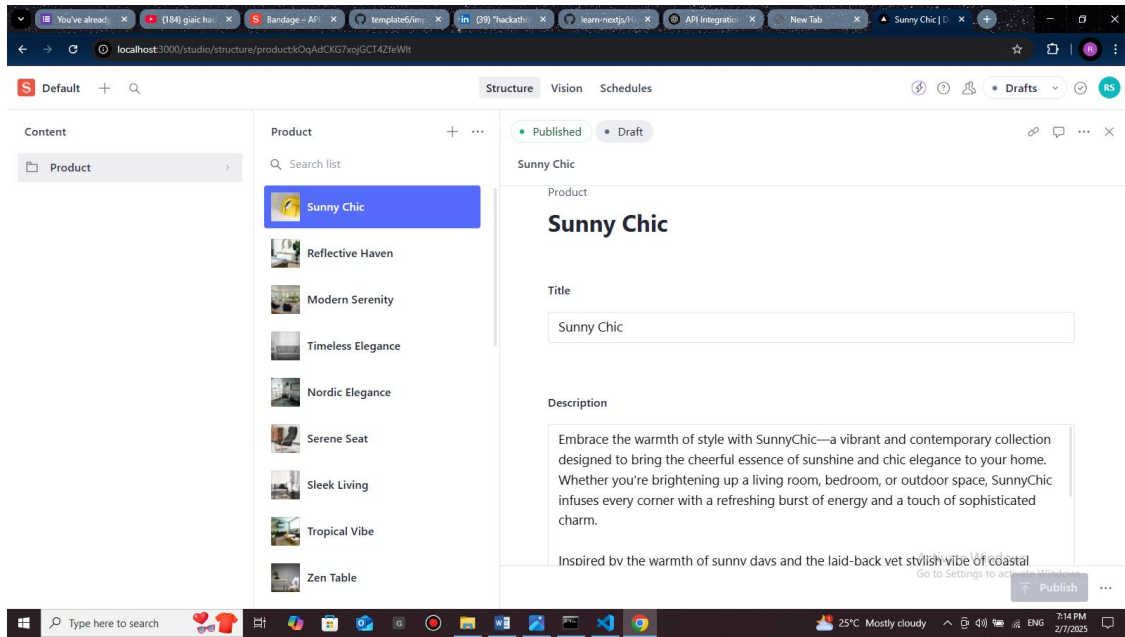 You've already
(184) giaic hac
Bandage – API
template6/imp
(39) "hackatho
learn-nextjs/H
API Integration
New Tab
Sunny Chic | D
localhost:3000/studio/structure/product;kOqAdCKG7xojGCT4ZfeWIt
R
S
Default
Structure
Vision
Schedules
Drafts
RS
Content
Product
Product
Search list
Sunny Chic
Reflective Haven
Modern Serenity
Timeless Elegance
Nordic Elegance
Serene Seat
Sleek Living
Tropical Vibe
Zen Table
Published
Draft
Sunny Chic
Product
Sunny Chic
Title
Sunny Chic
Description
Embrace the warmth of style with SunnyChic—a vibrant and contemporary collection
designed to bring the cheerful essence of sunshine and chic elegance to your home.
Whether you're brightening up a living room, bedroom, or outdoor space, SunnyChic
infuses every corner with a refreshing burst of energy and a touch of sophisticated
charm.
Inspired by the warmth of sunny days and the laid-back yet stylish vibe of coastal
Activate Windows
Go to Settings to activate Windows.
Publish
Type here to search
25°C Mostly cloudy
ENG
7:14 PM
2/7/2025